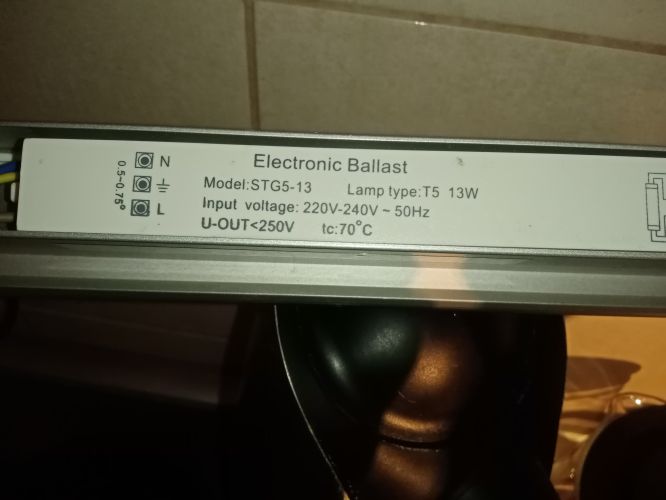 Electronic Ballast
N
Model:STG5-13 Lamp type:T5 13W
Input voltage: 220V-240V ~ 50Hz
L
U-OUT<250V tc:70°C
0.5~0.75°